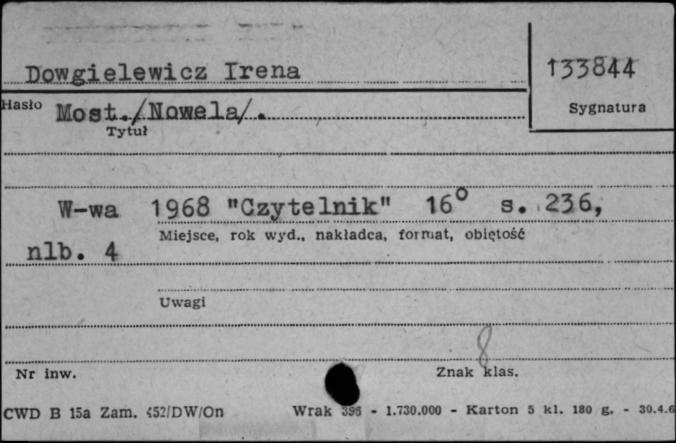 Dowgielewicz Irena
133844
Hasło
Sygnatura
Most./Nowela/.
Tytuł
W-wa 1968 "Czytelnik" 16° s. 236,
Miejsce, rok wyd., nakładca, format, objętość
nlb. 4
Uwagi
8
Nr inw.
Znak klas.
CWD B 15a Zam. 452/DW/On Wrak 396 - 1.730.000 - Karton 5 kl. 180 g. - 30.4.6